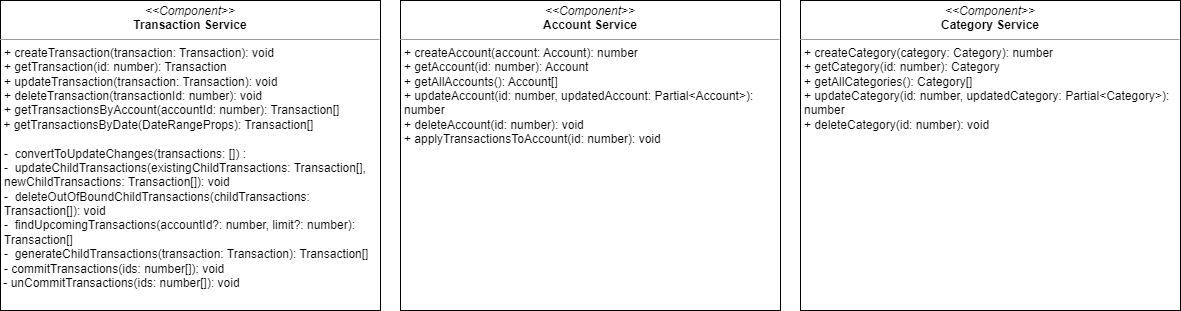 <<Component>>
Transaction Service
+ createTransaction(transaction: Transaction): void
+ getTransaction(id: number): Transaction
+ updateTransaction(transaction: Transaction): void
+ deleteTransaction(transactionId: number): void
+ getTransactionsByAccount(accountId: number): Transaction[]
+ getTransactionsByDate(DateRangeProps): Transaction[]
- convertToUpdateChanges(transactions: []) :
- updateChildTransactions(existingChildTransactions: Transaction[],
newChildTransactions: Transaction[]): void
- deleteOutOfBoundChildTransactions(childTransactions:
Transaction[]): void
- findUpcomingTransactions(accountId?: number, limit?: number):
Transaction[]
- generateChildTransactions(transaction: Transaction): Transaction[]
- commitTransactions(ids: number[]): void
- unCommitTransactions(ids: number[]): void
<<Component>>
Account Service
+ createAccount(account: Account): number
+ getAccount(id: number): Account
+ getAllAccounts(): Account[]
+ updateAccount(id: number, updatedAccount: Partial<Account>):
number
+ deleteAccount(id: number): void
+ applyTransactionsToAccount(id: number): void
<<Component>>
Category Service
+ createCategory(category: Category): number
+ getCategory(id: number): Category
+ getAllCategories(): Category[]
+ updateCategory(id: number, updatedCategory: Partial<Category>):
number
+ deleteCategory(id: number): void